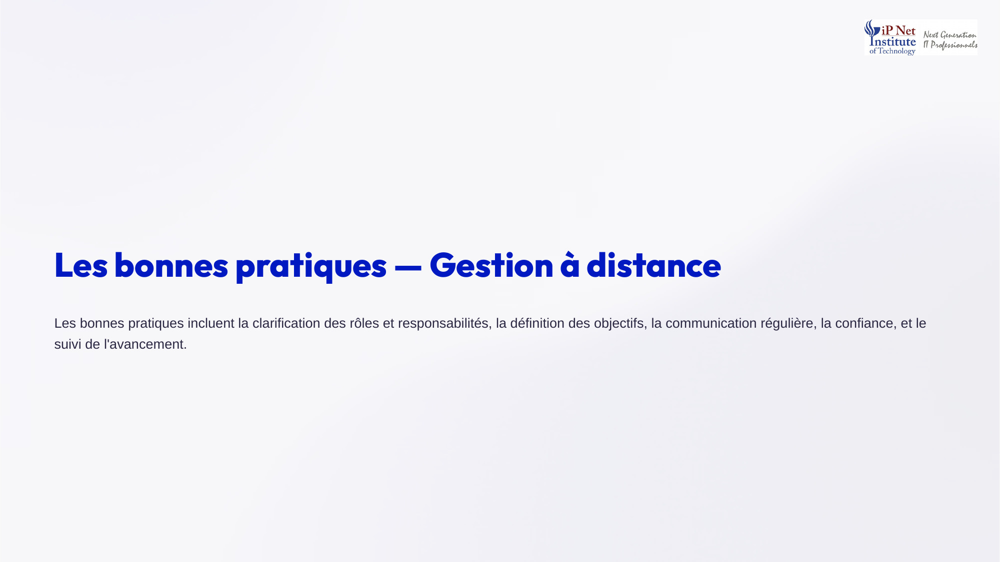 iP Net
Institute
of Technology
Next Generation
IT Professionnels
Les bonnes pratiques — Gestion à distance
Les bonnes pratiques incluent la clarification des rôles et responsabilités, la définition des objectifs, la communication régulière, la confiance, et le
suivi de l'avancement.